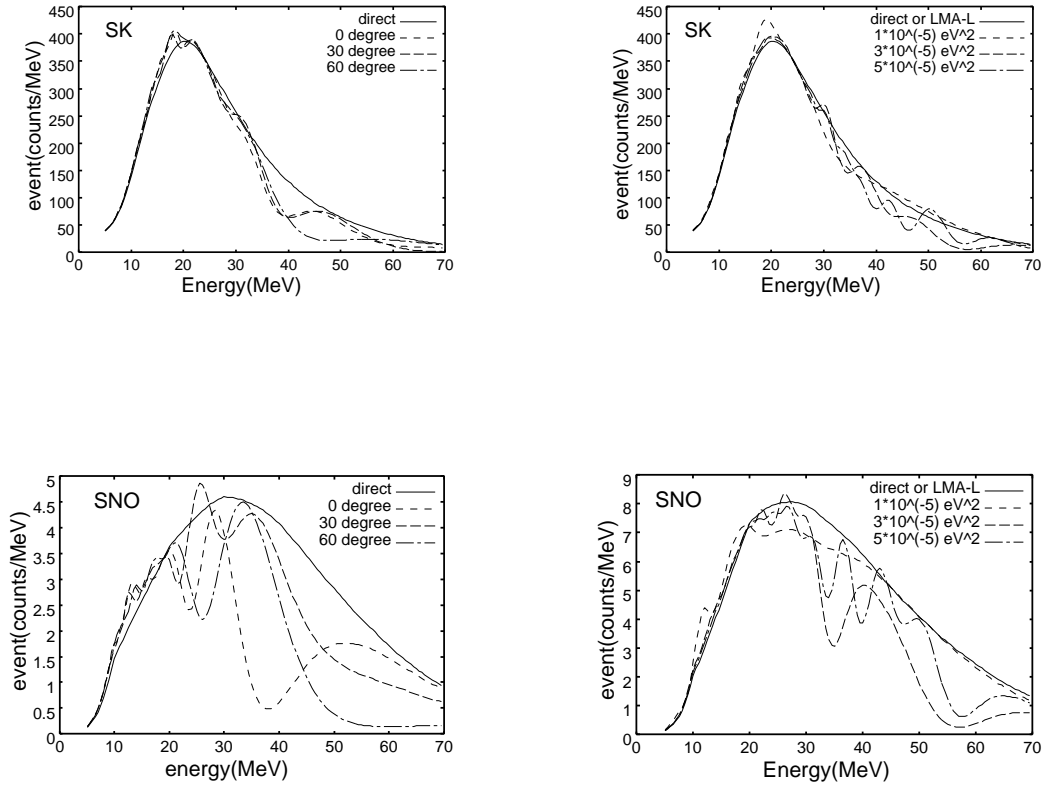 SK
direct
0 degree
30 degree
60 degree
event(counts/MeV)
450
400
350
300
250
200
150
100
50
0
0 10 20 30 40 50 60 70
Energy(MeV)
SK
direct or LMA-L
1*10^(-5) eV^2
3*10^(-5) eV^2
5*10^(-5) eV^2
event(counts/MeV)
450
400
350
300
250
200
150
100
50
0
0 10 20 30 40 50 60 70
Energy(MeV)
SNO
direct
0 degree
30 degree
60 degree
event(counts/MeV)
5
4.5
4
3.5
3
2.5
2
1.5
1
0.5
0
0 10 20 30 40 50 60 70
energy(MeV)
SNO
direct or LMA-L
1*10^(-5) eV^2
3*10^(-5) eV^2
5*10^(-5) eV^2
event(counts/MeV)
9
8
7
6
5
4
3
2
1
0
0 10 20 30 40 50 60 70
Energy(MeV)